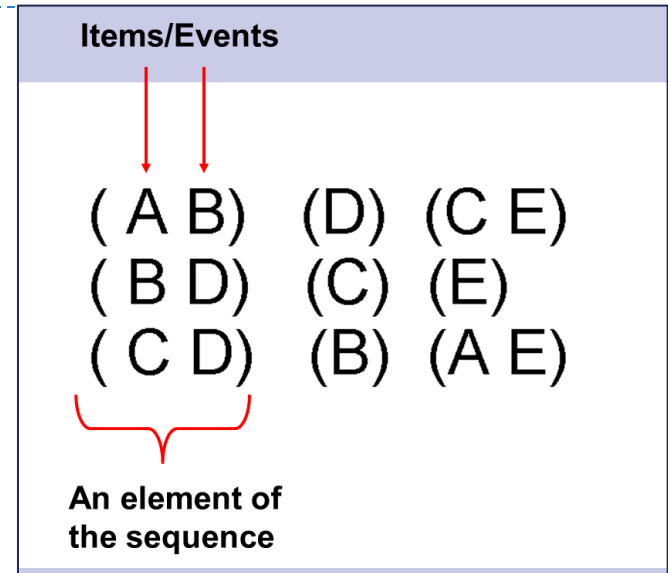 Items/Events
( A B) (D) (C E)
( B D) (C) (E)
( C D) (B) (A E)
An element of
the sequence